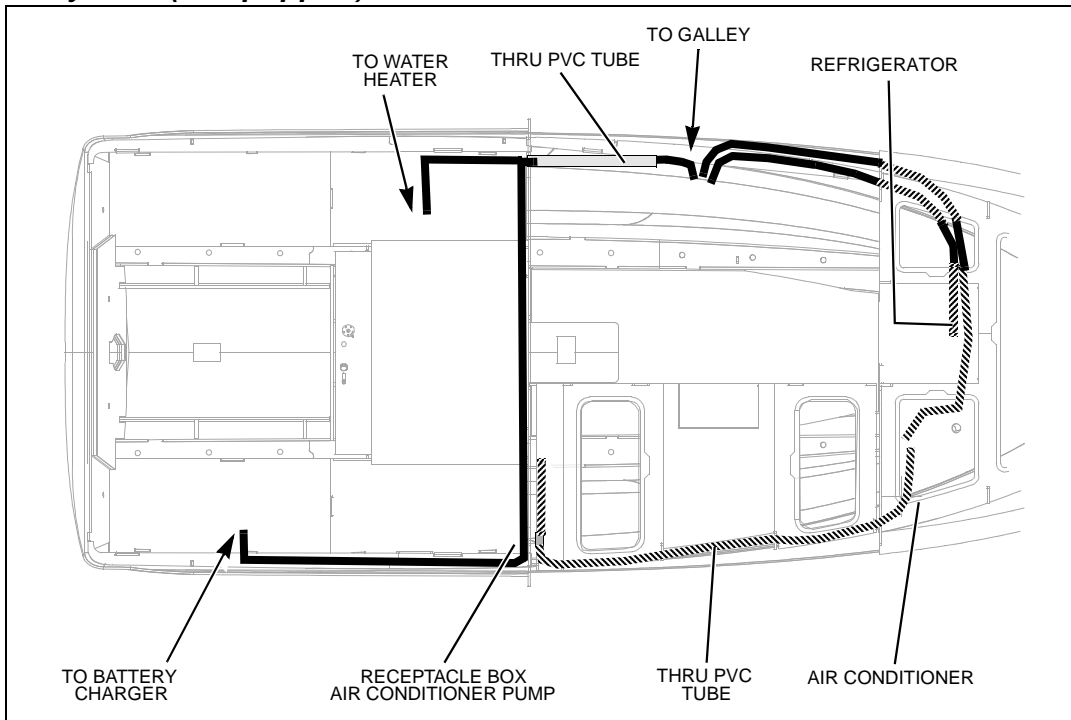 TO GALLEY
TO WATER
HEATER
THRU PVC TUBE
REFRIGERATOR
TO BATTERY
CHARGER
RECEPTACLE BOX
AIR CONDITIONER PUMP
THRU PVC
TUBE
AIR CONDITIONER